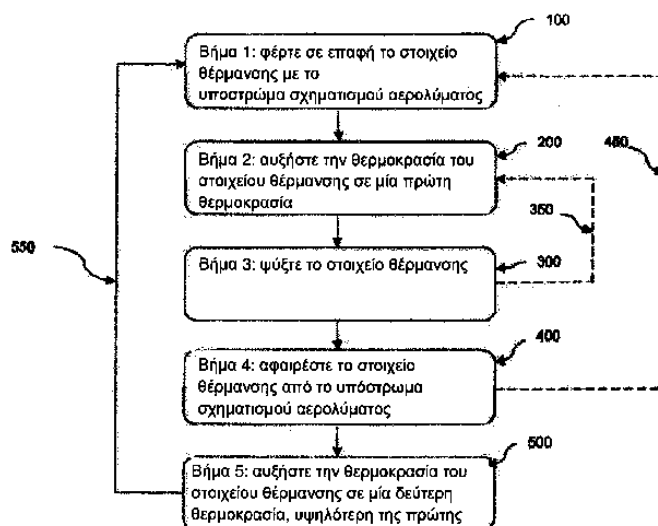 100
Βήμα 1: φέρτε σε επαφή το στοιχείο
θέρμανσης με το
υποστρώμα σχηματισμού αερολύματος
200
450
Βήμα 2: αυξήστε την θερμοκρασία του
στοιχείου θέρμανσης σε μία πρώτη
θερμοκρασία
350
550
Βήμα 3: ψύξτε το στοιχείο θέρμανσης
300
400
Βήμα 4: αφαιρέστε το στοιχείο
θέρμανσης από το υπόστρωμα
σχηματισμού αερολύματος
500
Βήμα 5: αυξήστε την θερμοκρασία του
στοιχείου θέρμανσης σε μία δεύτερη
θερμοκρασία, υψηλότερη της πρώτης